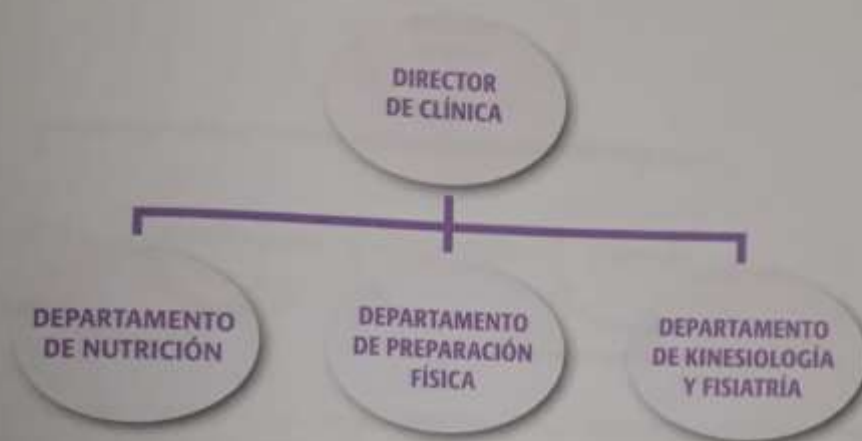 DIRECTOR
DE CLÍNICA
DEPARTAMENTO
DE NUTRICIÓN
DEPARTAMENTO
DE PREPARACIÓN
FÍSICA
DEPARTAMENTO
DE KINESIOLOGÍA
Y FISIATRÍA